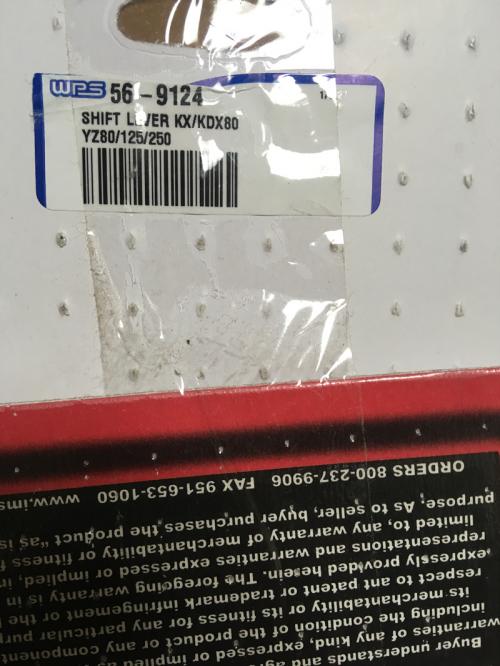 WPS 56-9124
SHIFT LEVER KX/KDX80
YZ80/125/250
Buyer understands and
warranties of any kind, expressed or implied
including the condition of the product or any component
its merchantability or its fitness for any particular
respect to ant patent or trademark infringement or the
expressly provided herein. The foregoing warranty is in
representations and warranties expressed or implied, in
limited to, any warranty of merchantability or fitness f
purpose. As to seller, buyer purchases the product "as is
ORDERS 800-237-9906 FAX 951-653-1060 www.ims